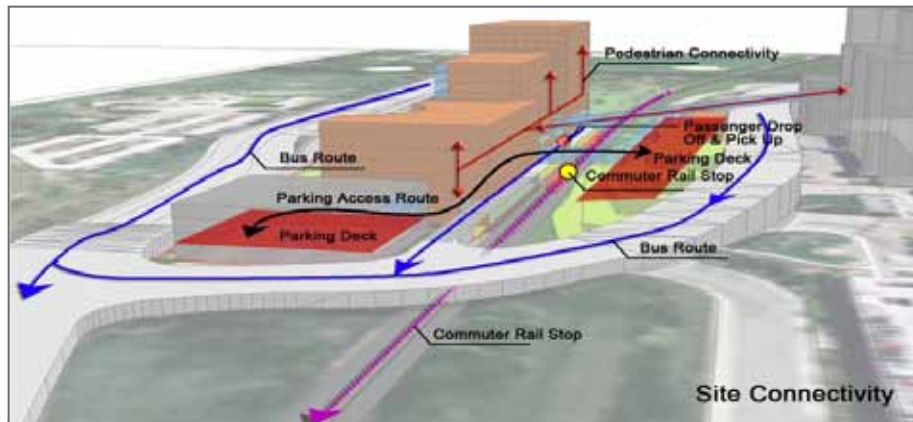 Pedestrian Connectivity
Passenger Drop
Off & Pick Up
Bus Route
Parking Deck
Commuter Rail Stop
Parking Access Route
Parking Deck
Bus Route
Commuter Rail Stop
Site Connectivity